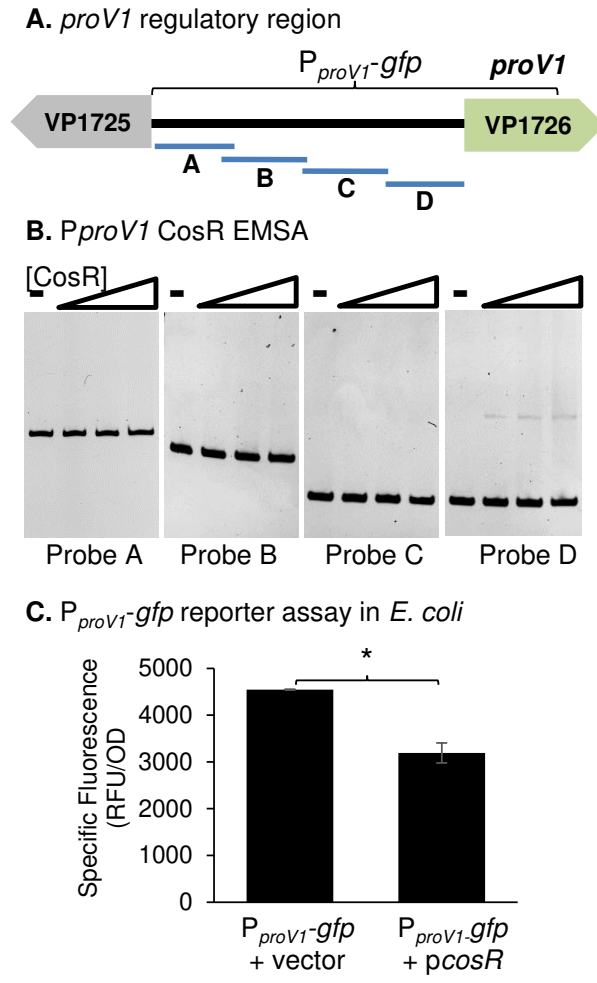 A. proV1 regulatory region
PproV1-gfp
proV1
VP1725
VP1726
A
B
C
D
B. PproV1 CosR EMSA
[CosR]
- - - -
Probe A Probe B Probe C Probe D
C. PproV1-gfp reporter assay in E. coli
*
Specific Fluorescence
(RFU/OD
5000
4000
3000
2000
1000
0
PproV1-gfp PproV1-gfp
+ vector + pcosR